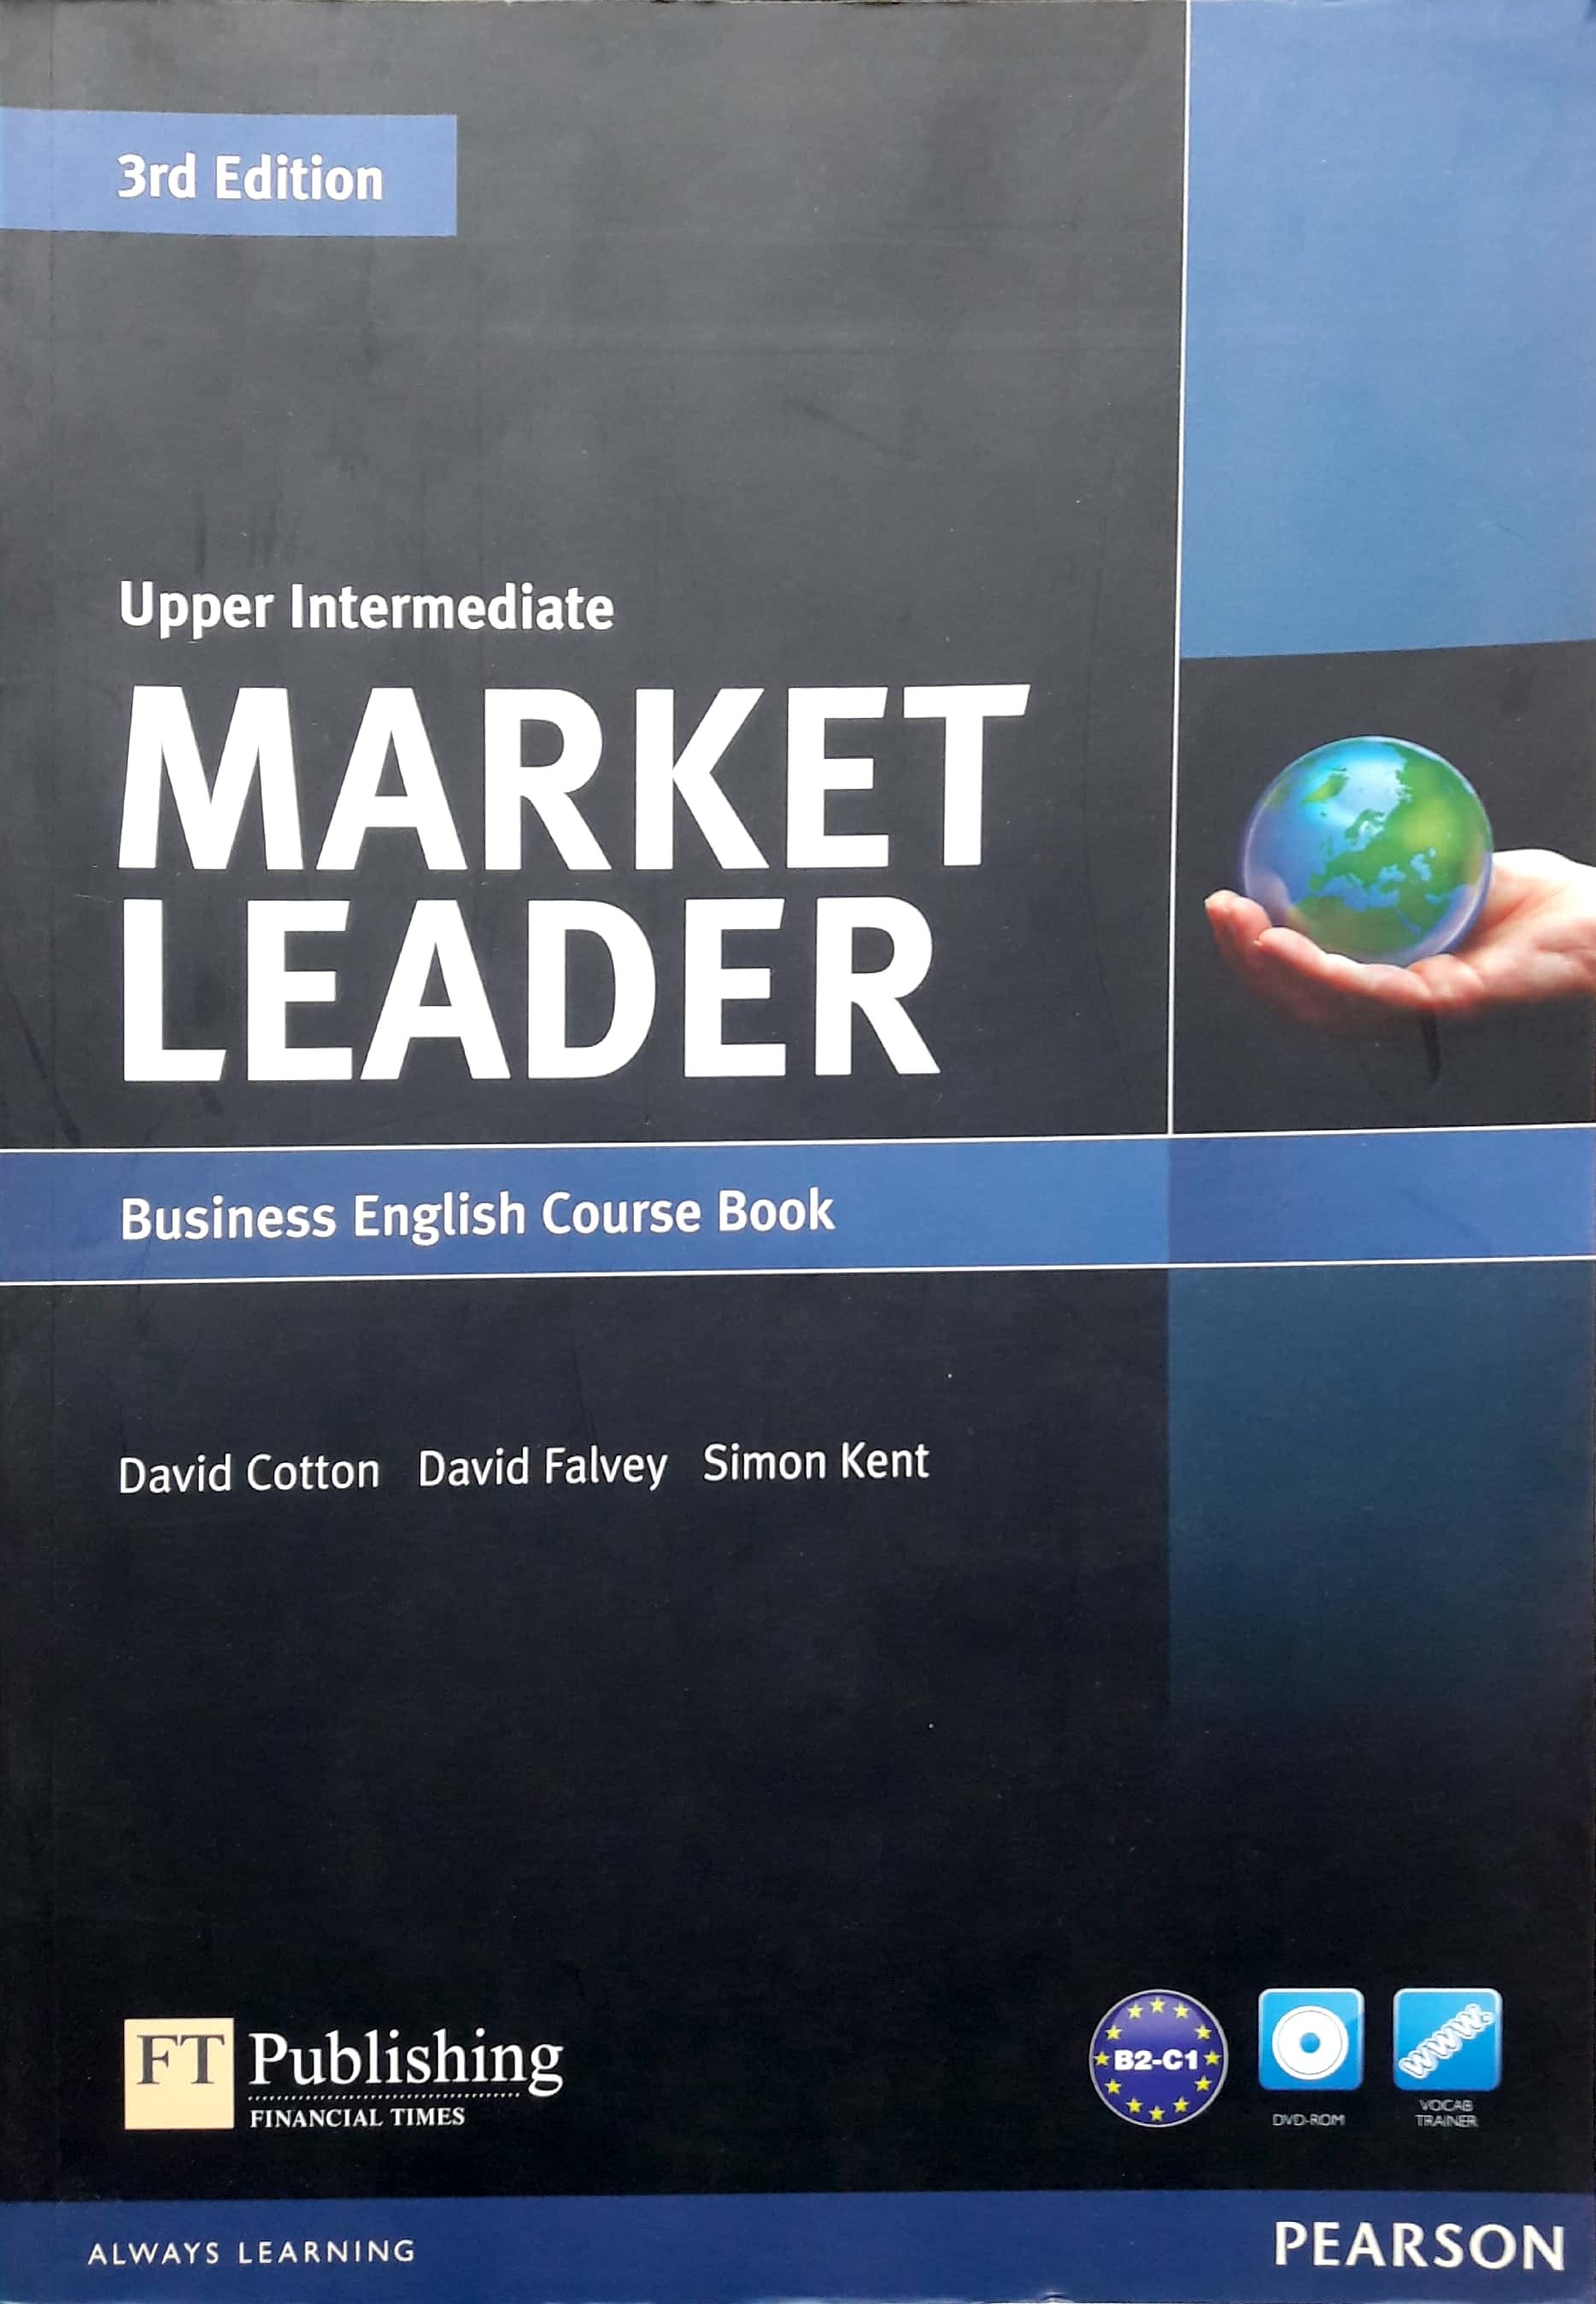 3rd Edition
Upper Intermediate
MARKET
LEADER
Business English Course Book
David Cotton David Falvey Simon Kent
FT Publishing
FINANCIAL TIMES
B2-C1
DVD-ROM
www.
VOCAB
TRAINER
ALWAYS LEARNING
PEARSON